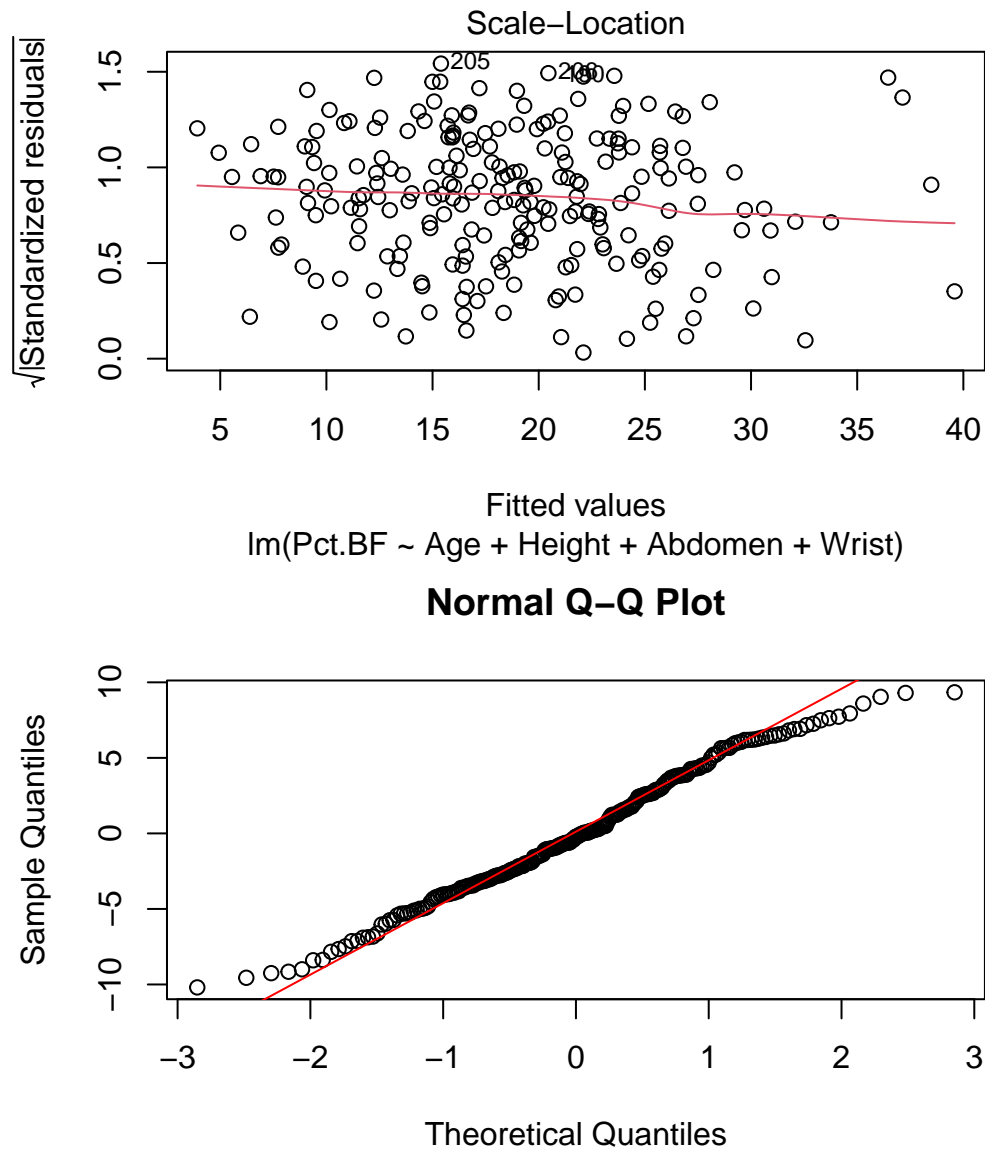 Scale−Location
√|Standardized residuals|
0.0 0.5 1.0 1.5
205
5 10 15 20 25 30 35 40
Fitted values
lm(Pct.BF ~ Age + Height + Abdomen + Wrist)
Normal Q−Q Plot
Sample Quantiles
−10 −5 0 5 10
−3 −2 −1 0 1 2 3
Theoretical Quantiles